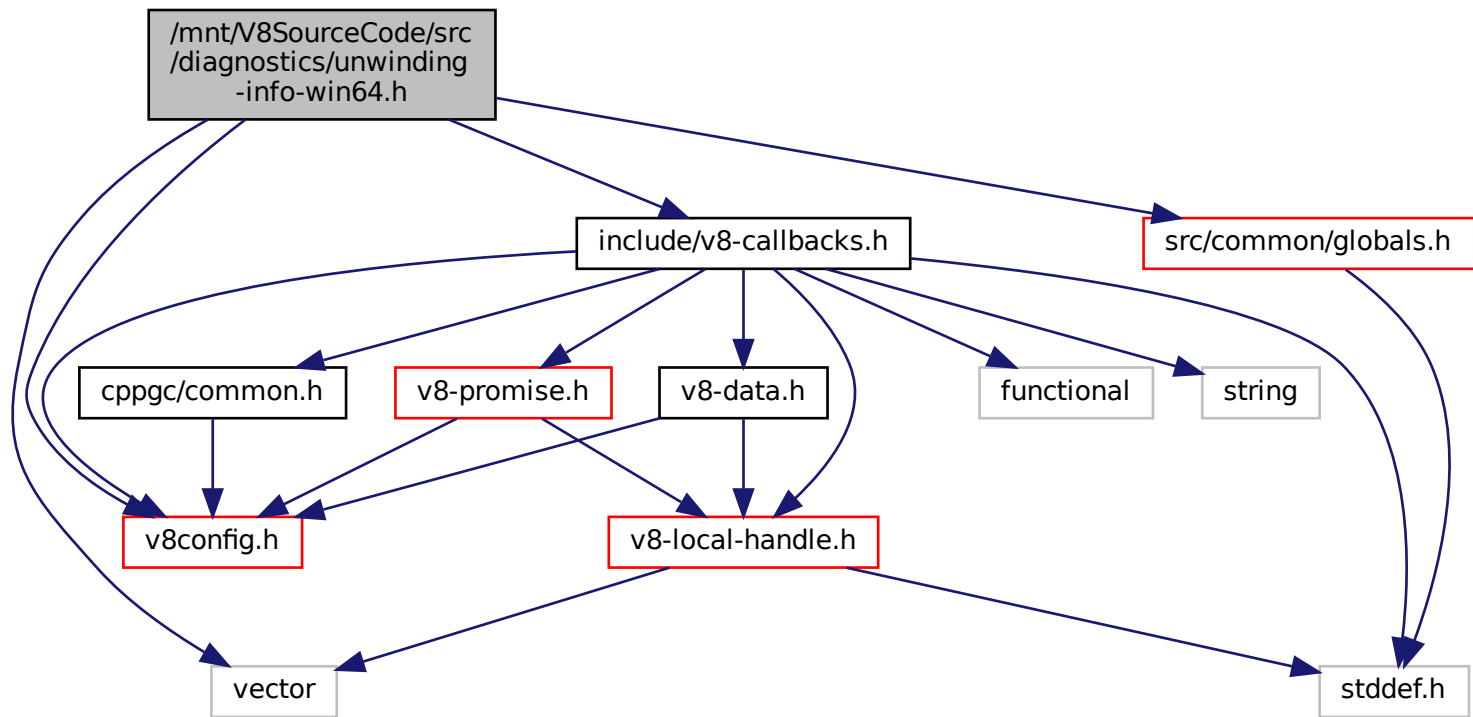 /mnt/V8SourceCode/src
/diagnostics/unwinding
-info-win64.h
include/v8-callbacks.h
src/common/globals.h
cppgc/common.h
v8-promise.h
v8-data.h
functional
string
v8config.h
v8-local-handle.h
vector
stddef.h